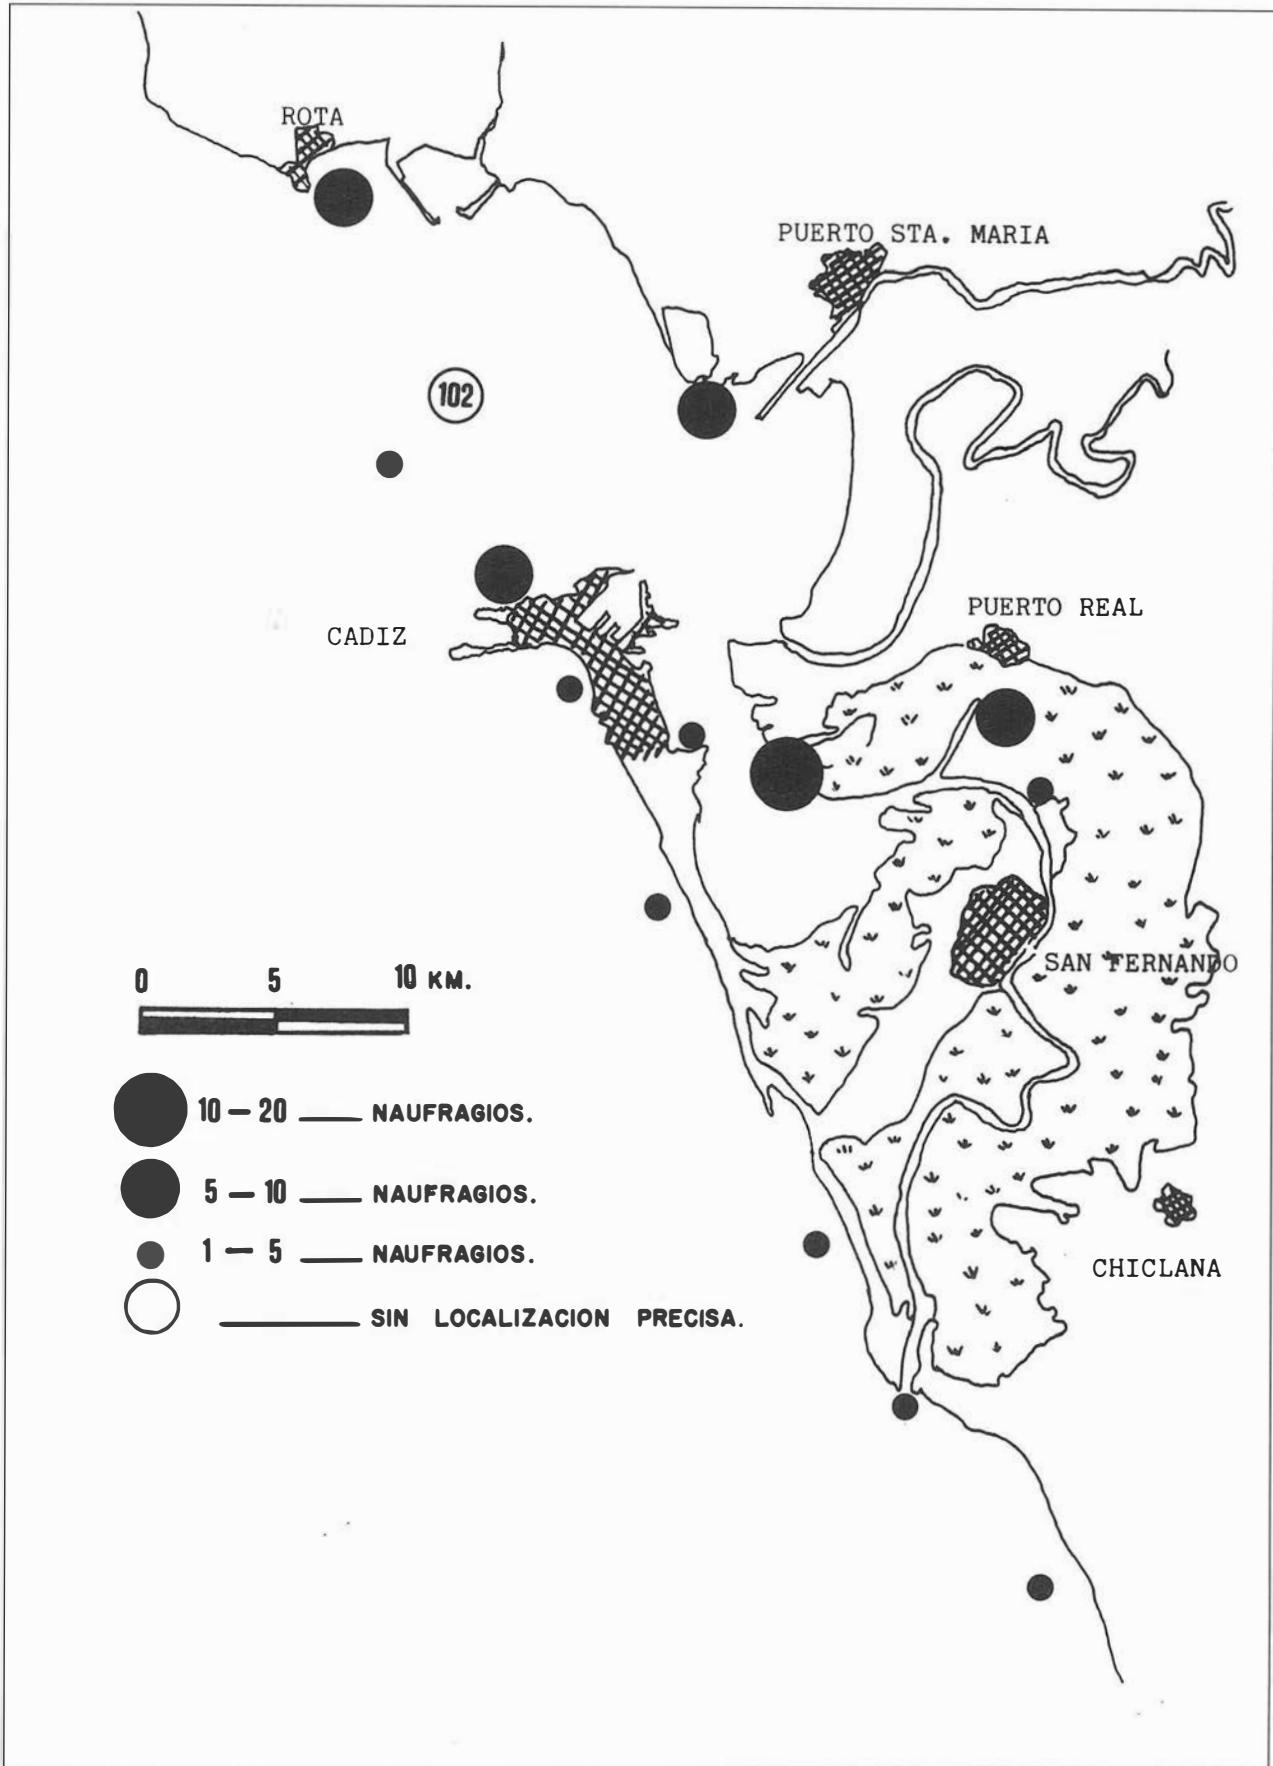 ROTA
PUERTO STA. MARIA
102
PUERTO REAL
CADIZ
SAN FERNANDO
0 5 10 KM.
10 — 20 NAUFRAGIOS.
5 — 10 NAUFRAGIOS.
1 — 5 NAUFRAGIOS.
CHICLANA
SIN LOCALIZACION PRECISA.